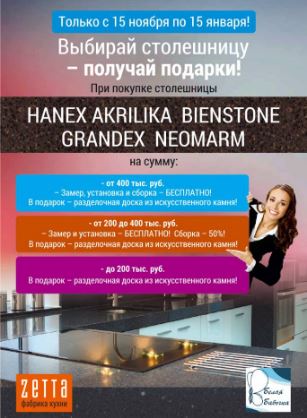 Только с 15 ноября по 15 января!
Выбирай столешницу
– получай подарки!
При покупке столешницы
HANEX AKRILIKA BIENSTONE
GRANDEX NEOMARM
на сумму:
- от 400 тыс. руб.
– Замер, установка и сборка – БЕСПЛАТНО!
В подарок – разделочная доска из искусственного камня!
- от 200 до 400 тыс. руб.
– Замер и установка – БЕСПЛАТНО! Сборка – 50%!
В подарок – разделочная доска из искусственного камня!
- до 200 тыс. руб.
В подарок – разделочная доска из искусственного камня!
ZETTA
фабрика кухни
Белая
Бабочка